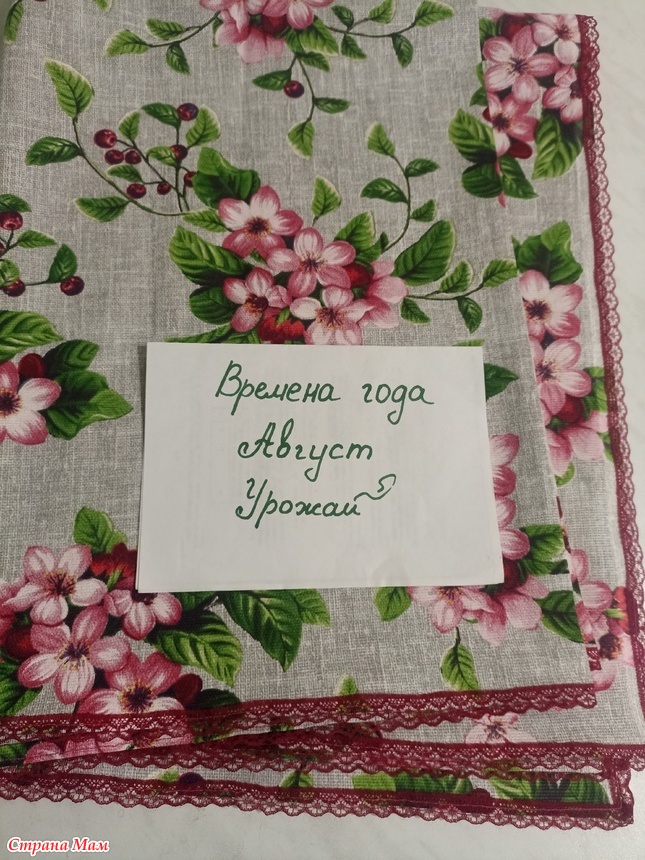 Времена года
Август
Урожай
Страна Мам